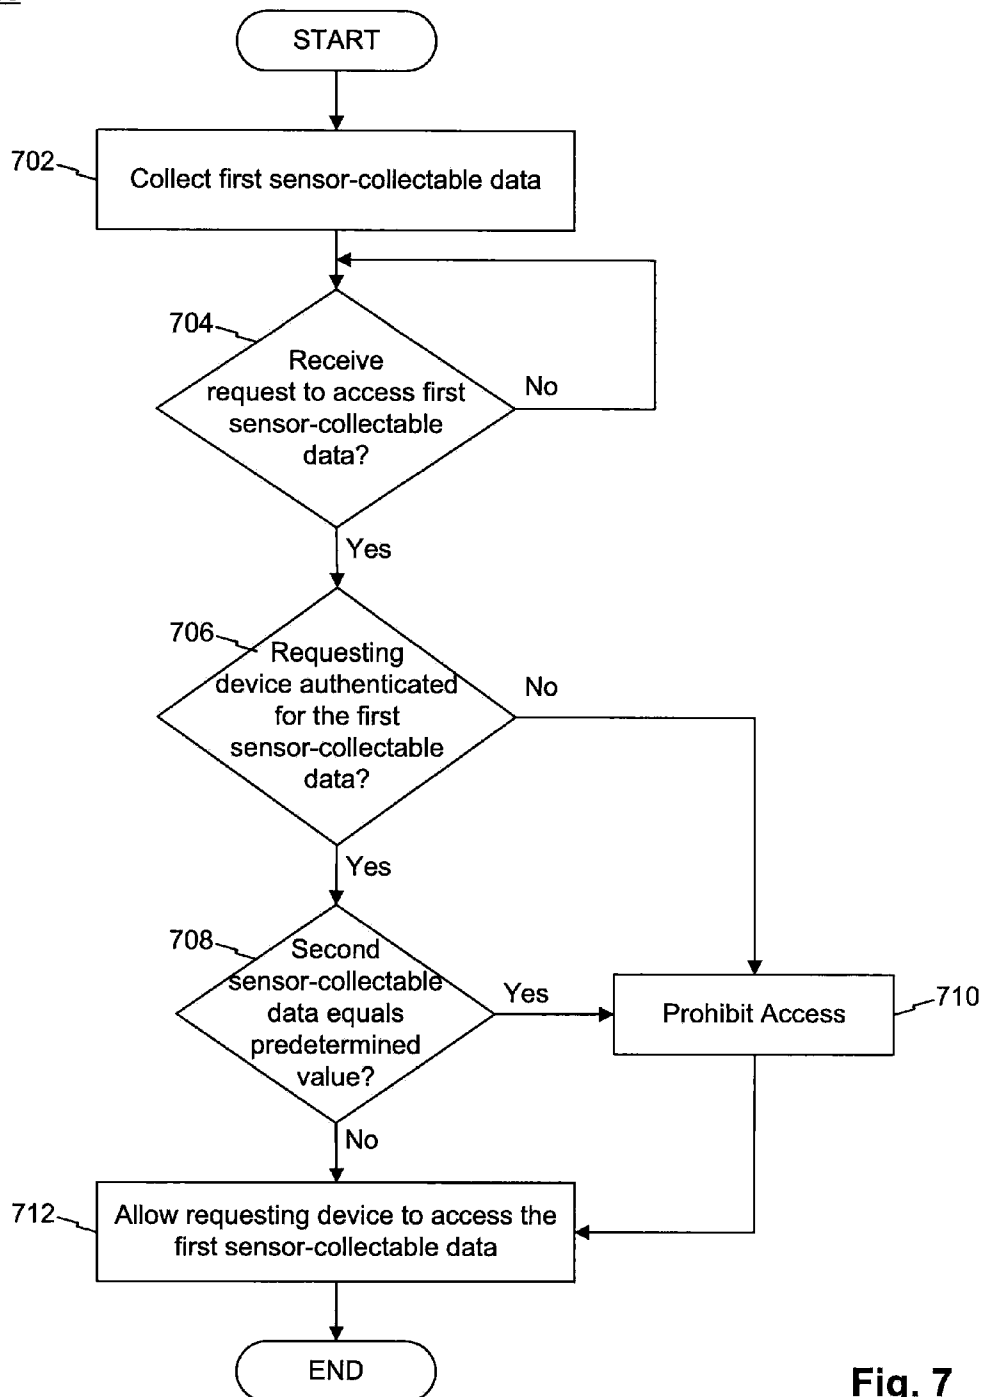 START
702
Collect first sensor-collectable data
704
Receive
request to access first
sensor-collectable
data?
No
Yes
706
Requesting
device authenticated
for the first
sensor-collectable
data?
No
Yes
708
Second
sensor-collectable
data equals
predetermined
value?
Yes
Prohibit Access
710
No
712
Allow requesting device to access the
first sensor-collectable data
END
Fig. 7